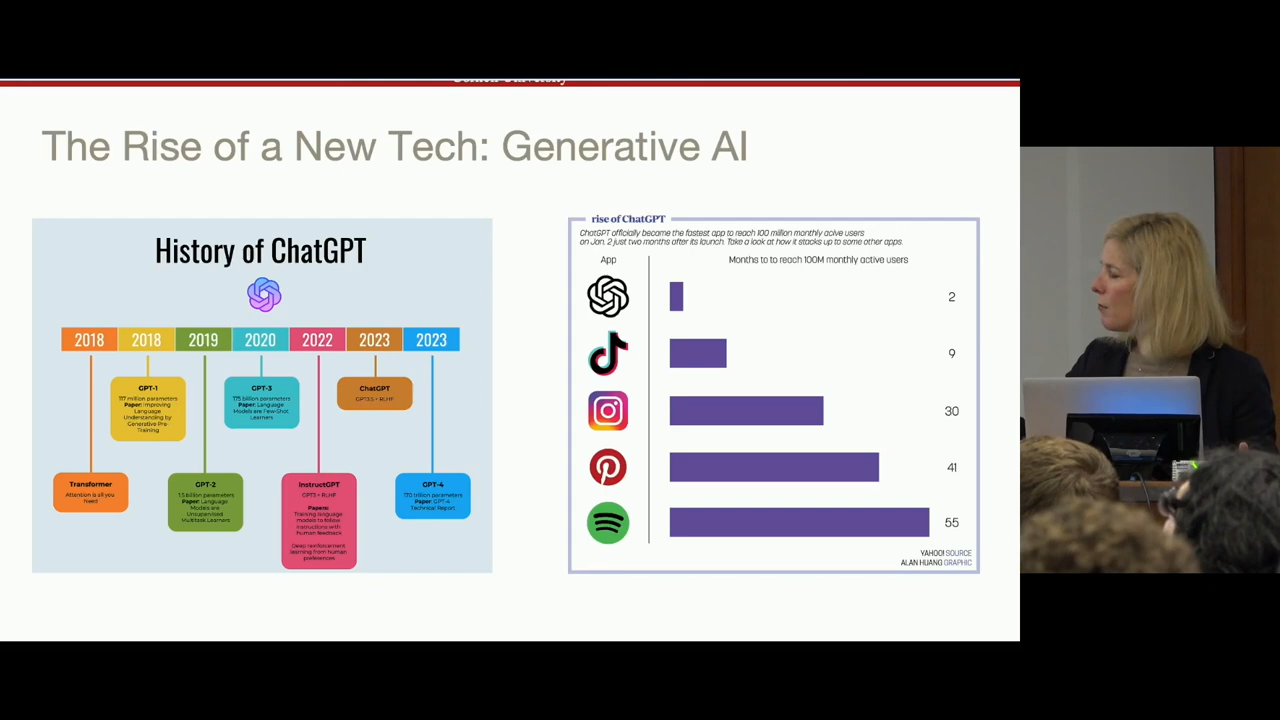 The Rise of a New Tech: Generative AI
History of ChatGPT
2018
2018
2019
2020
2022
2023
2023
GPT-1
117 million parameters
Paper: Improving
Language
Understanding by
Generative Pre-
Training
GPT-3
175 billion parameters
Paper: Language
Models are Few-Shot
Learners
ChatGPT
GPT3.5 + RLHF
Transformer
Attention is all you
Need
GPT-2
1.5 billion parameters
Paper: Language
Models are
Unsupervised
Multitask Learners
InstructGPT
GPT3 + RLHF
Papers:
Training language
models to follow
instructions with
human feedback
Deep reinforcement
learning from human
preferences
GPT-4
170 trillion parameters
Paper: GPT-4
Technical Report
rise of ChatGPT
ChatGPT officially became the fastest app to reach 100 million monthly acive users
on Jan. 2 just two months after its launch. Take a look at how it stacks up to some other apps.
App
Months to to reach 100M monthly active users
2
9
30
41
55
YAHOO! SOURCE
ALAN HUANG GRAPHIC